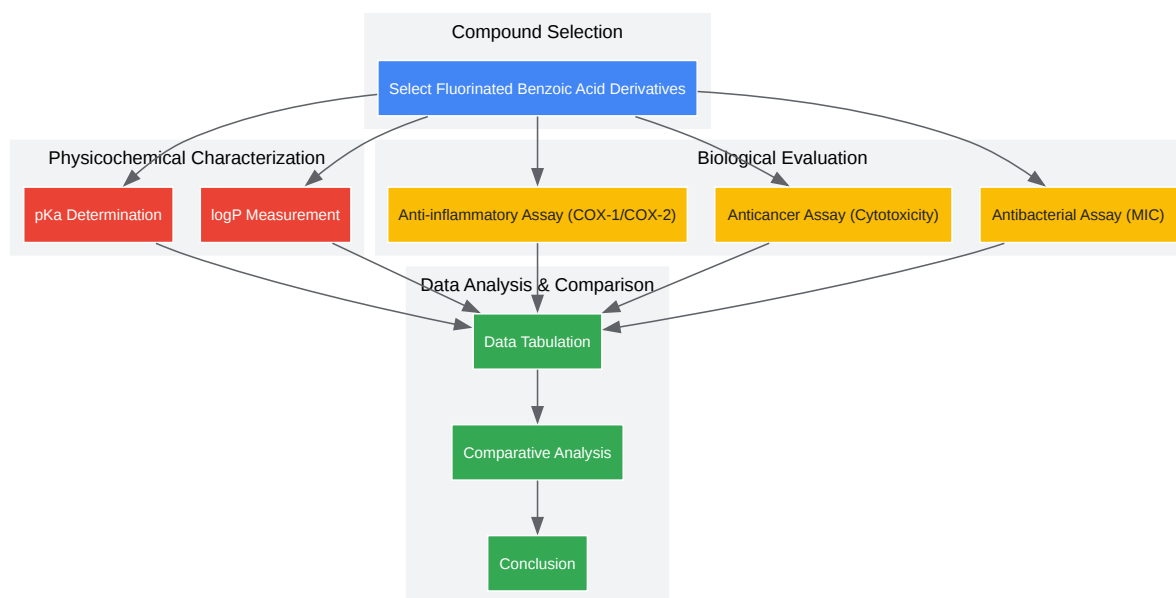 Compound Selection
Select Fluorinated Benzoic Acid Derivatives
Physicochemical Characterization
Biological Evaluation
pKa Determination
logP Measurement
Anti-inflammatory Assay (COX-1/COX-2)
Anticancer Assay (Cytotoxicity)
Antibacterial Assay (MIC)
Data Analysis & Comparison
Data Tabulation
Comparative Analysis
Conclusion